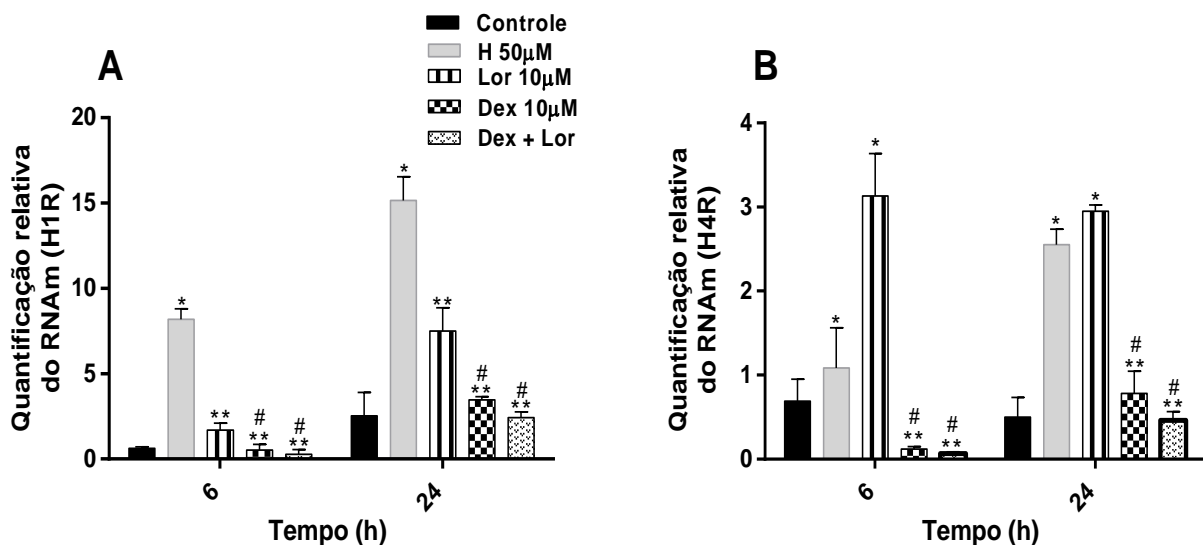 Controle
H 50μM
Lor 10μM
Dex 10μM
Dex + Lor
A
Quantificação relativa
do RNAm (H1R)
20
15
10
5
0
*
**
#
**
#
**
*
**
#
**
#
**
6
24
Tempo (h)
B
Quantificação relativa
do RNAm (H4R)
4
3
2
1
0
*
*
#
**
#
**
*
*
#
**
#
**
6
24
Tempo (h)